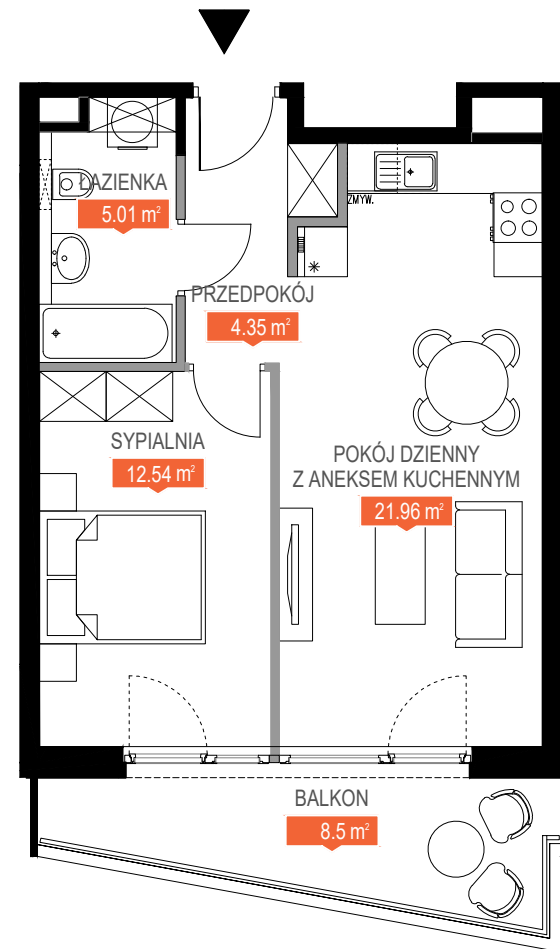 ŁAZIENKA
5.01 m²
ZMYW.
PRZEDPOKÓJ
4.35 m²
SYPIALNIA
12.54 m²
POKÓJ DZIENNY
Z ANEKSEM KUCHENNYM
21.96 m²
BALKON
8.5 m²